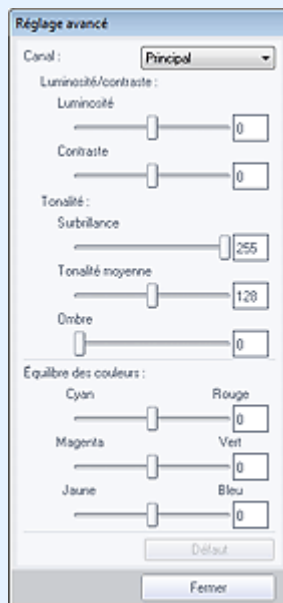 Réglage avancé
Canal : Principal
Luminosité/contraste :
Luminosité
0
Contraste
0
Tonalité :
Surbrillance
255
Tonalité moyenne
128
Ombre
0
Équilibre des couleurs :
Cyan Rouge
0
Magenta Vert
0
Jaune Bleu
0
Défaut
Fermer